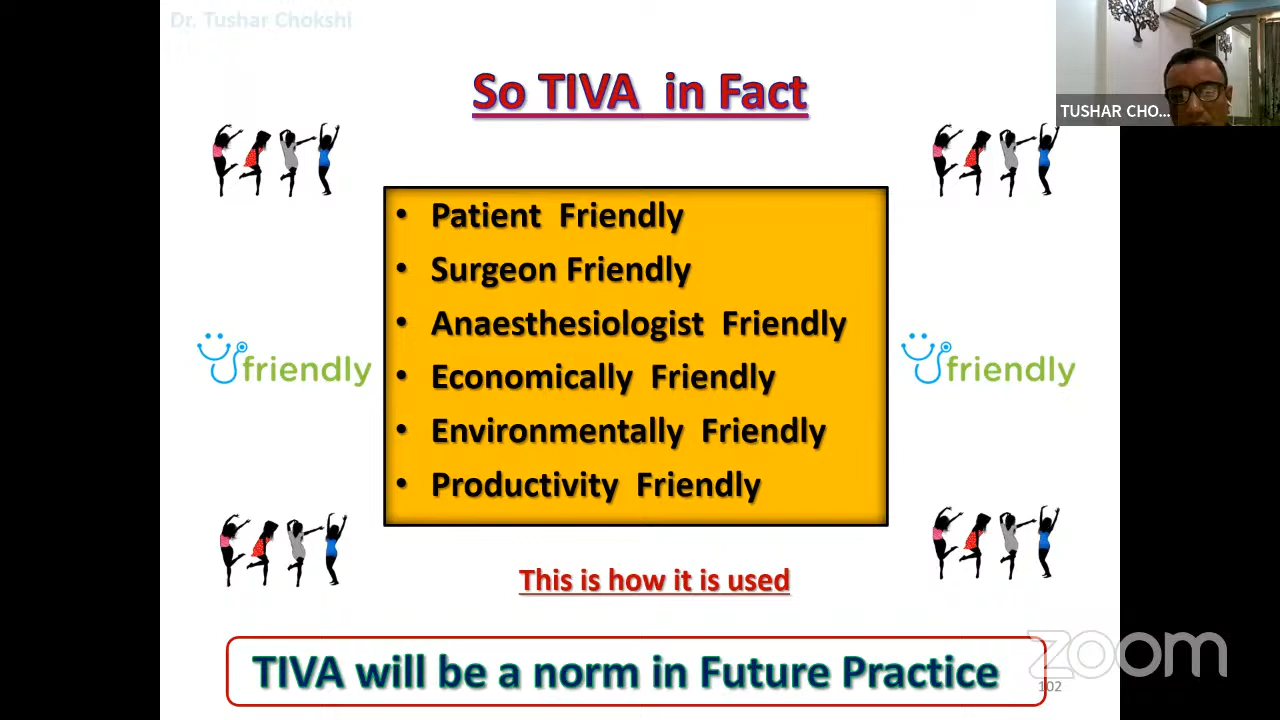 Dr. Tushar Chokshi
So TIVA in Fact
TUSHAR CHO...
• Patient Friendly
• Surgeon Friendly
• Anaesthesiologist Friendly
• Economically Friendly
• Environmentally Friendly
• Productivity Friendly
friendly
friendly
This is how it is used
TIVA will be a norm in Future Practice
zoom
102